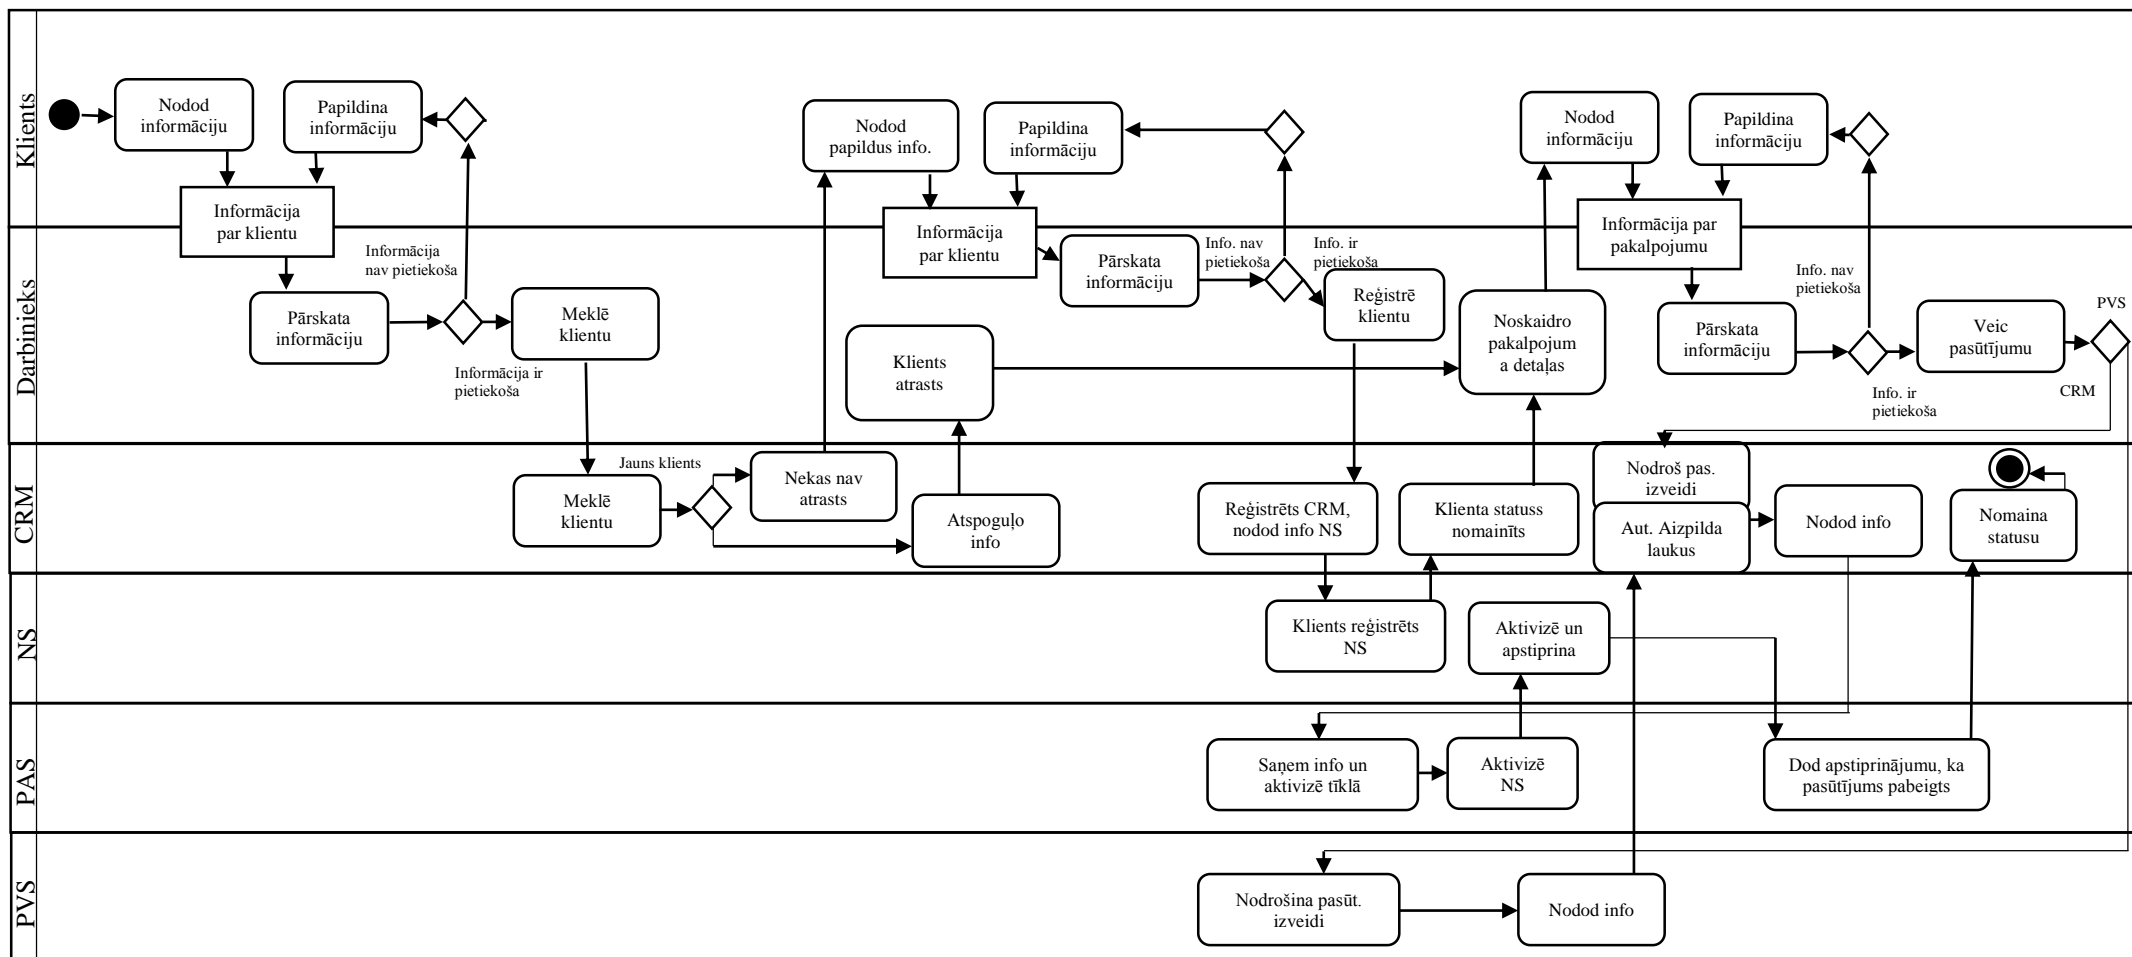 Klients
Nodod
informāciju
Papildina
informāciju
Informācija
par klientu
Nodod
papildus info.
Papildina
informāciju
Informācija
par klientu
Nodod
informāciju
Papildina
informāciju
Informācija par
pakalpojumu
Darbinieks
Pārskata
informāciju
Informācija
nav pietiekoša
Informācija ir
pietiekoša
Meklē
klientu
Klients
atrasts
Pārskata
informāciju
Info. nav
pietiekoša
Info. ir
pietiekoša
Reģistrē
klientu
Noskaidro
pakalpojum
a detaļas
Pārskata
informāciju
Info. nav
pietiekoša
Info. ir
pietiekoša
Veic
pasūtījumu
PVS
CRM
CRM
Meklē
klientu
Jauns klients
Nekas nav
atrasts
Atspoguļo
info
Reģistrēts CRM,
nodod info NS
Klienta statuss
nomainīts
Nodroš pas.
izveidi
Aut. Aizpilda
laukus
Nodod info
Nomaina
statusu
NS
Klients reģistrēts
NS
Aktivizē un
apstiprina
PAS
Saņem info un
aktivizē tīklā
Aktivizē
NS
Dod apstiprinājumu, ka
pasūtījums pabeigts
PVS
Nodrošina pasūt.
izveidi
Nodod info